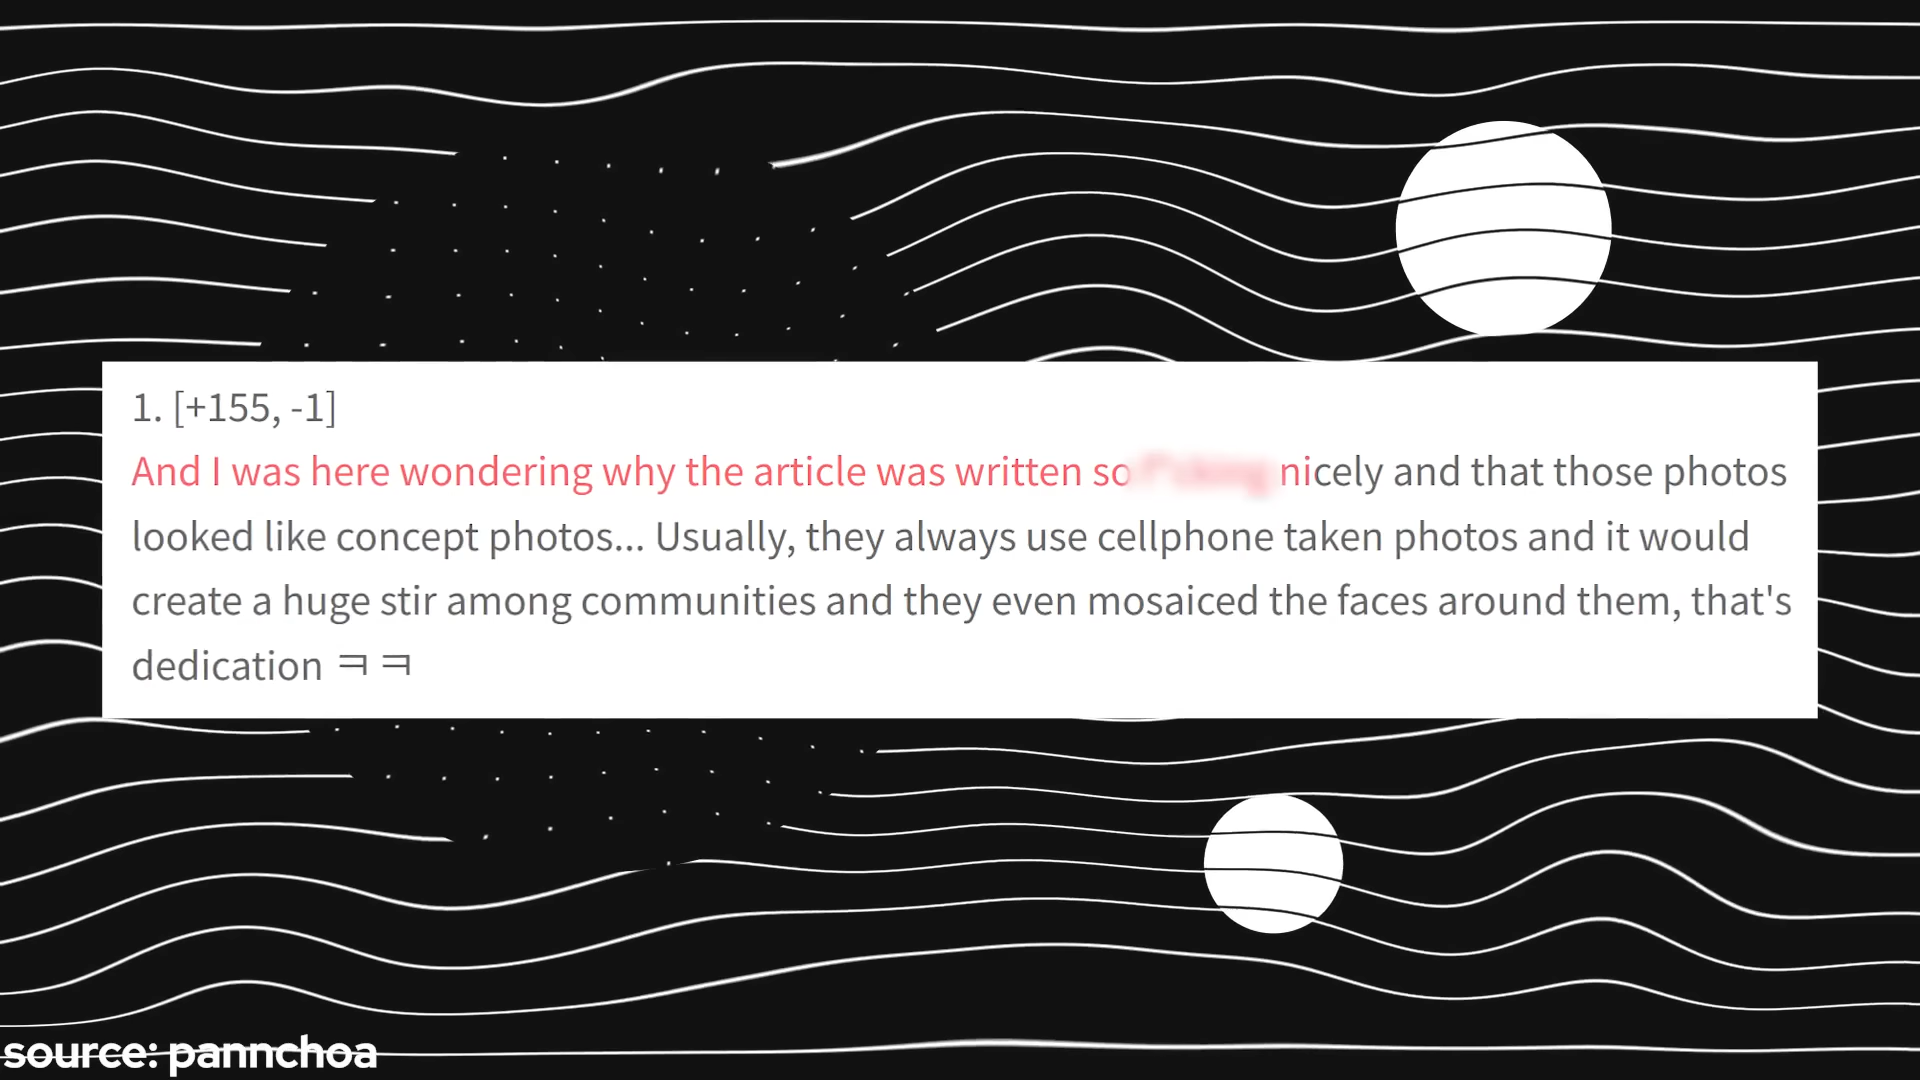 1. [+155, -1]
And I was here wondering why the article was written so nicely and that those photos
looked like concept photos... Usually, they always use cellphone taken photos and it would
create a huge stir among communities and they even mosaiced the faces around them, that's
dedication ㅋㅋ
source: pannchoa